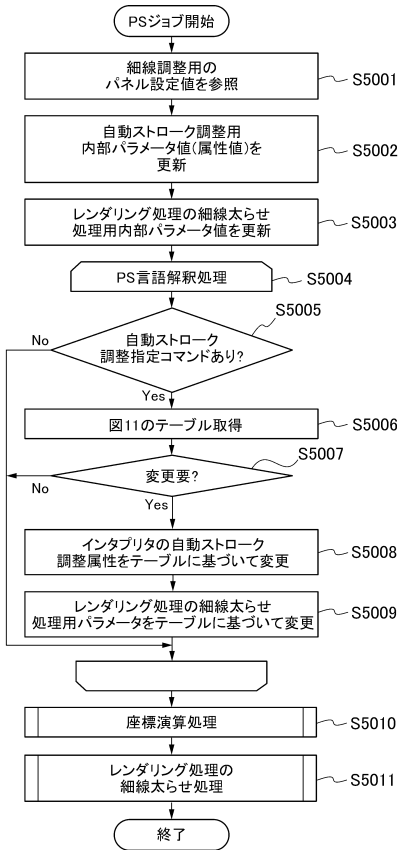 PSジョブ開始
細線調整用の
パネル設定値を参照
S5001
自動ストローク調整用
内部パラメータ値(属性値)を
更新
S5002
レンダリング処理の細線太らせ
処理用内部パラメータ値を更新
S5003
PS言語解釈処理
S5004
S5005
自動ストローク
調整指定コマンドあり?
No
Yes
図11のテーブル取得
S5006
S5007
変更要?
No
Yes
インタプリタの自動ストローク
調整属性をテーブルに基づいて変更
S5008
レンダリング処理の細線太らせ
処理用パラメータをテーブルに基づいて変更
S5009
座標演算処理
S5010
レンダリング処理の
細線太らせ処理
S5011
終了